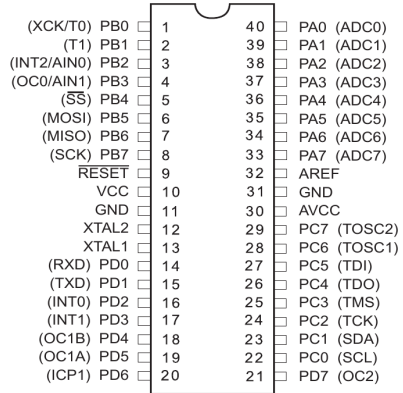 (XCK/T0) PB0 1 40 PA0 (ADC0)
(T1) PB1 2 39 PA1 (ADC1)
(INT2/AIN0) PB2 3 38 PA2 (ADC2)
(OC0/AIN1) PB3 4 37 PA3 (ADC3)
(S̅S̅) PB4 5 36 PA4 (ADC4)
(MOSI) PB5 6 35 PA5 (ADC5)
(MISO) PB6 7 34 PA6 (ADC6)
(SCK) PB7 8 33 PA7 (ADC7)
R̅E̅S̅E̅T̅ 9 32 AREF
VCC 10 31 GND
GND 11 30 AVCC
XTAL2 12 29 PC7 (TOSC2)
XTAL1 13 28 PC6 (TOSC1)
(RXD) PD0 14 27 PC5 (TDI)
(TXD) PD1 15 26 PC4 (TDO)
(INT0) PD2 16 25 PC3 (TMS)
(INT1) PD3 17 24 PC2 (TCK)
(OC1B) PD4 18 23 PC1 (SDA)
(OC1A) PD5 19 22 PC0 (SCL)
(ICP1) PD6 20 21 PD7 (OC2)